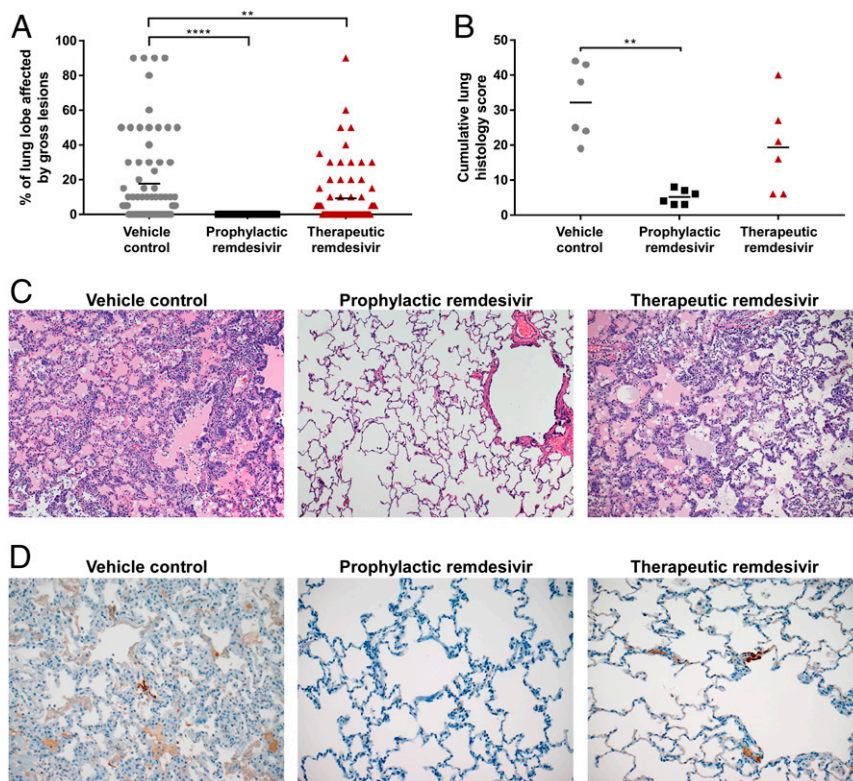 A
% of lung lobe affected
by gross lesions
100
80
60
40
20
0
****
**
Vehicle
control
Prophylactic
remdesivir
Therapeutic
remdesivir
B
Cumulative lung
histology score
50
40
30
20
10
0
**
Vehicle
control
Prophylactic
remdesivir
Therapeutic
remdesivir
C
Vehicle control
Prophylactic remdesivir
Therapeutic remdesivir
D
Vehicle control
Prophylactic remdesivir
Therapeutic remdesivir